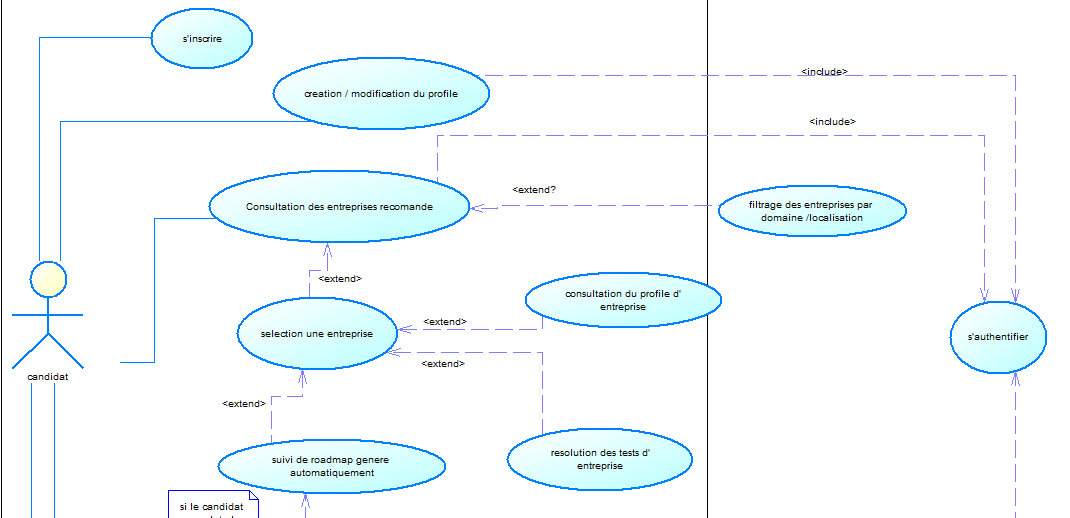 s'inscrire
<include>
creation / modification du profile
<include>
<extend?
Consultation des entreprises recomande
filtrage des entreprises par
domaine /localisation
<extend>
consultation du profile d'
entreprise
<extend>
selection une entreprise
s'authentifier
<extend>
candidat
<extend>
suivi de roadmap genere
automatiquement
resolution des tests d'
entreprise
si le candidat